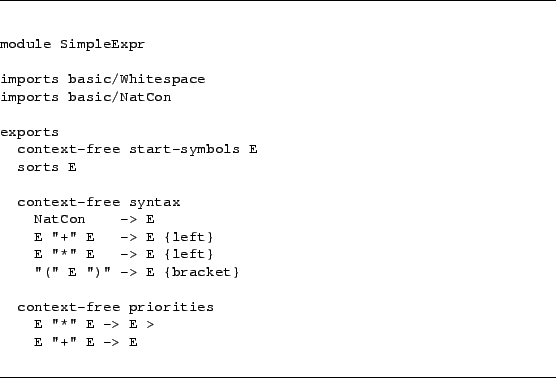 module SimpleExpr
imports basic/Whitespace
imports basic/NatCon
exports
context-free start-symbols E
sorts E
context-free syntax
NatCon -> E
E "+" E -> E {left}
E "*" E -> E {left}
"(" E ")" -> E {bracket}
context-free priorities
E "*" E -> E >
E "+" E -> E